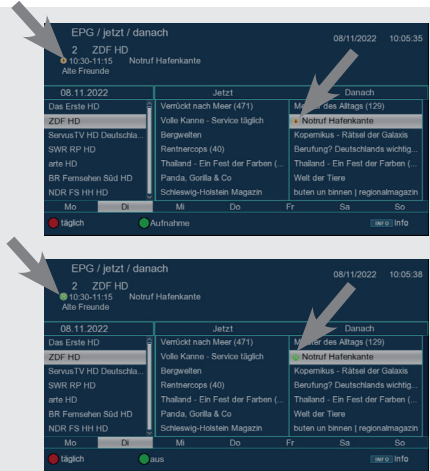 EPG / jetzt / danach
08/11/2022 10:05:35
2 ZDF HD
10:30-11:15 Notruf Hafenkante
Alte Freunde
08.11.2022 Jetzt Danach
Das Erste HD Verrückt nach Meer (471) des Alltags (129)
ZDF HD Volle Kanne - Service täglich Notruf Hafenkante
ServusTV HD Deutschla... Bergwelten Kopernikus - Rätsel der Galaxis
SWR RP HD Rentnercops (40) Berufung? Deutschlands wichtig...
arte HD Thailand - Ein Fest der Farben (... Thailand - Ein Fest der Farben (...
BR Fernsehen Süd HD Panda, Gorilla & Co Welt der Tiere
NDR FS HH HD Schleswig-Holstein Magazin buten un binnen | regionalmagazin
Mo Di Mi Do Fr Sa So
täglich Aufnahme INFO Info
EPG / jetzt / danach
08/11/2022 10:05:38
2 ZDF HD
10:30-11:15 Notruf Hafenkante
Alte Freunde
08.11.2022 Jetzt Danach
Das Erste HD Verrückt nach Meer (471) des Alltags (129)
ZDF HD Volle Kanne - Service täglich Notruf Hafenkante
ServusTV HD Deutschla... Bergwelten Kopernikus - Rätsel der Galaxis
SWR RP HD Rentnercops (40) Berufung? Deutschlands wichtig...
arte HD Thailand - Ein Fest der Farben (... Thailand - Ein Fest der Farben (...
BR Fernsehen Süd HD Panda, Gorilla & Co Welt der Tiere
NDR FS HH HD Schleswig-Holstein Magazin buten un binnen | regionalmagazin
Mo Di Mi Do Fr Sa So
täglich aus INFO Info